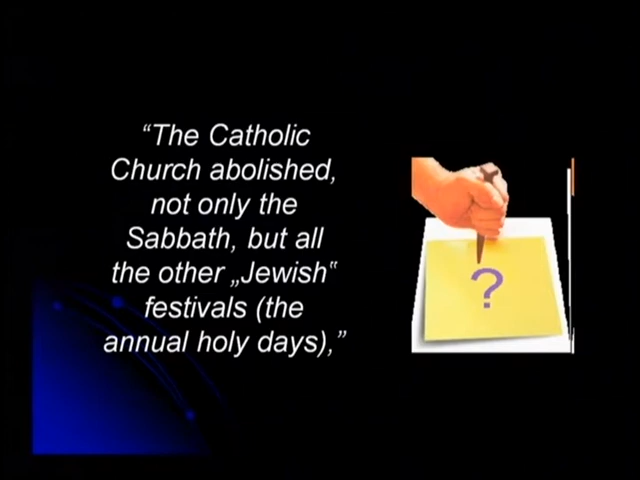 “The Catholic
Church abolished,
not only the
Sabbath, but all
the other „Jewish‟
festivals (the
annual holy days),”
?